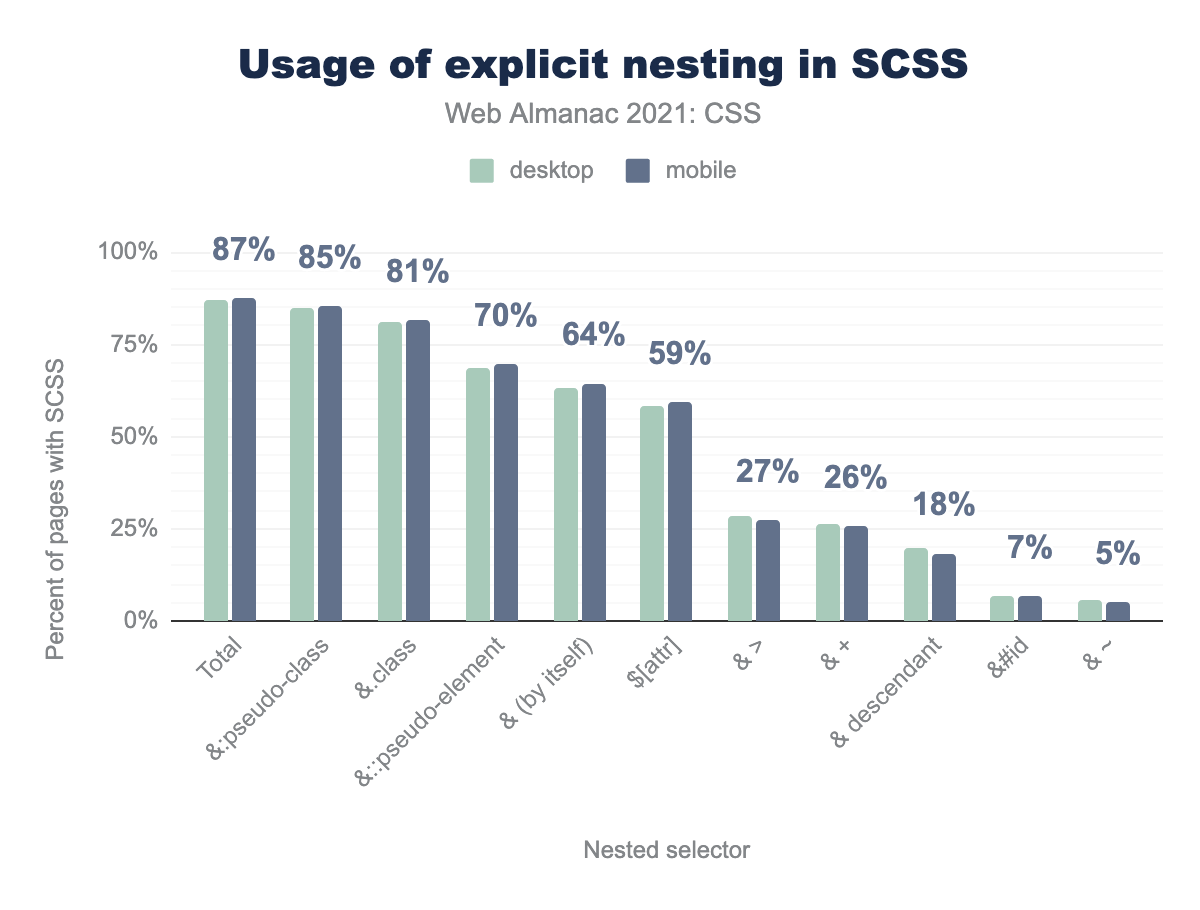 Usage of explicit nesting in SCSS
Web Almanac 2021: CSS
desktop
mobile
Percent of pages with SCSS
100%
75%
50%
25%
0%
87%
85%
81%
70%
64%
59%
27%
26%
18%
7%
5%
Total
&:pseudo-class
&.class
&::pseudo-element
& (by itself)
$[attr]
& >
& +
& descendant
&#id
& ~
Nested selector